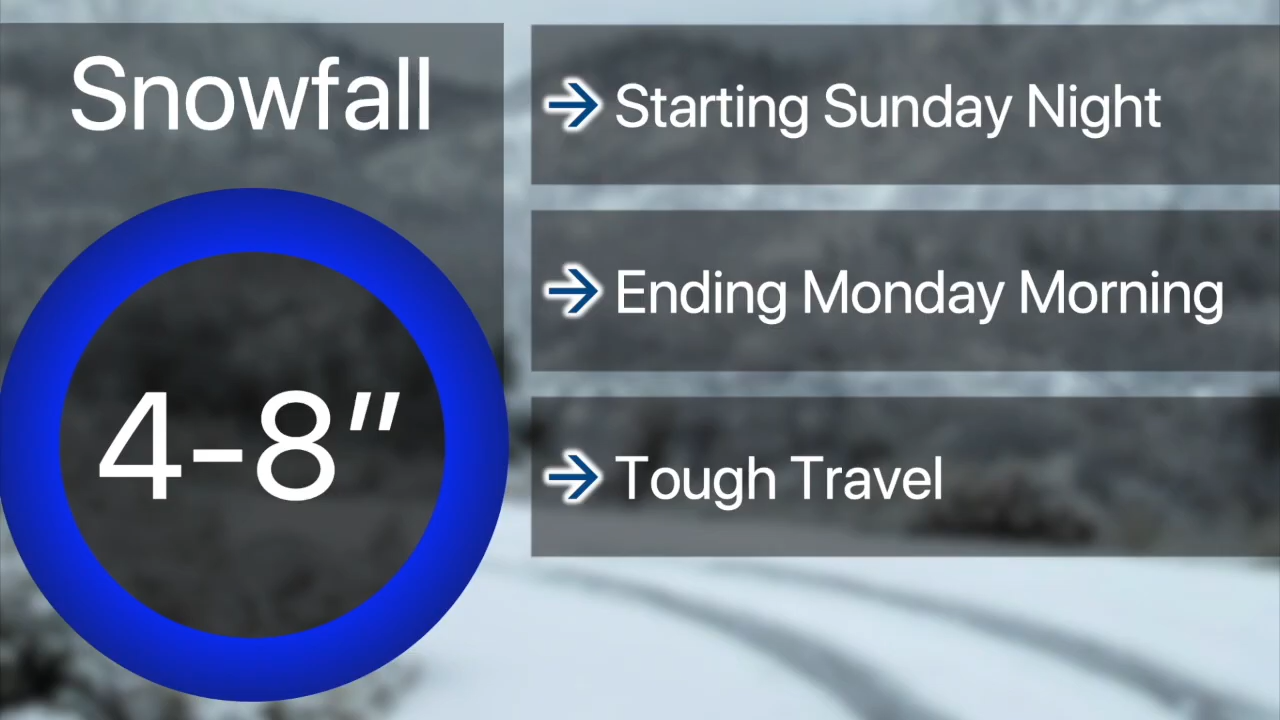 Snowfall
4-8"
Starting Sunday Night
Ending Monday Morning
Tough Travel